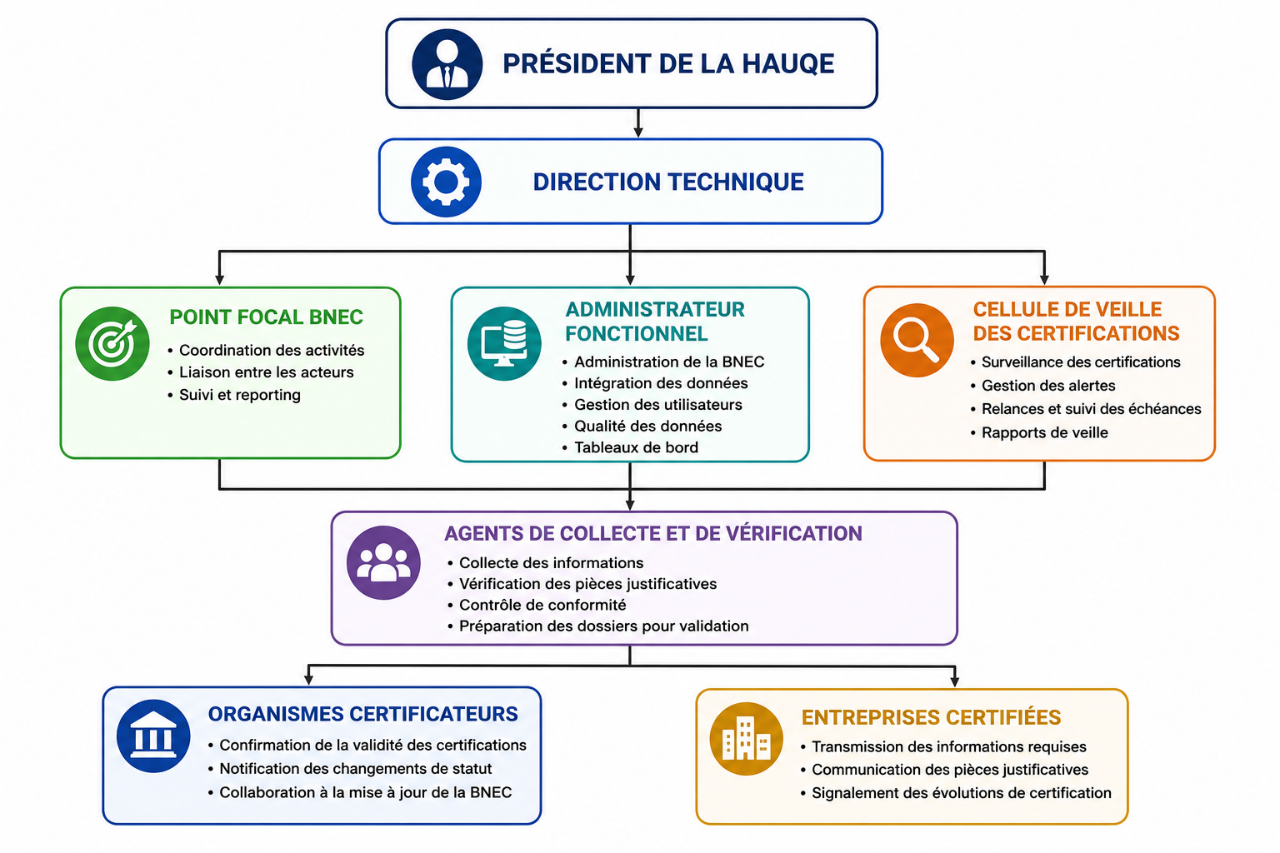 PRÉSIDENT DE LA HAUQE
DIRECTION TECHNIQUE
POINT FOCAL BNEC
• Coordination des activités
• Liaison entre les acteurs
• Suivi et reporting
ADMINISTRATEUR
FONCTIONNEL
• Administration de la BNEC
• Intégration des données
• Gestion des utilisateurs
• Qualité des données
• Tableaux de bord
CELLULE DE VEILLE
DES CERTIFICATIONS
• Surveillance des certifications
• Gestion des alertes
• Relances et suivi des échéances
• Rapports de veille
AGENTS DE COLLECTE ET DE VÉRIFICATION
• Collecte des informations
• Vérification des pièces justificatives
• Contrôle de conformité
• Préparation des dossiers pour validation
ORGANISMES CERTIFICATEURS
• Confirmation de la validité des certifications
• Notification des changements de statut
• Collaboration à la mise à jour de la BNEC
ENTREPRISES CERTIFIÉES
• Transmission des informations requises
• Communication des pièces justificatives
• Signalement des évolutions de certification